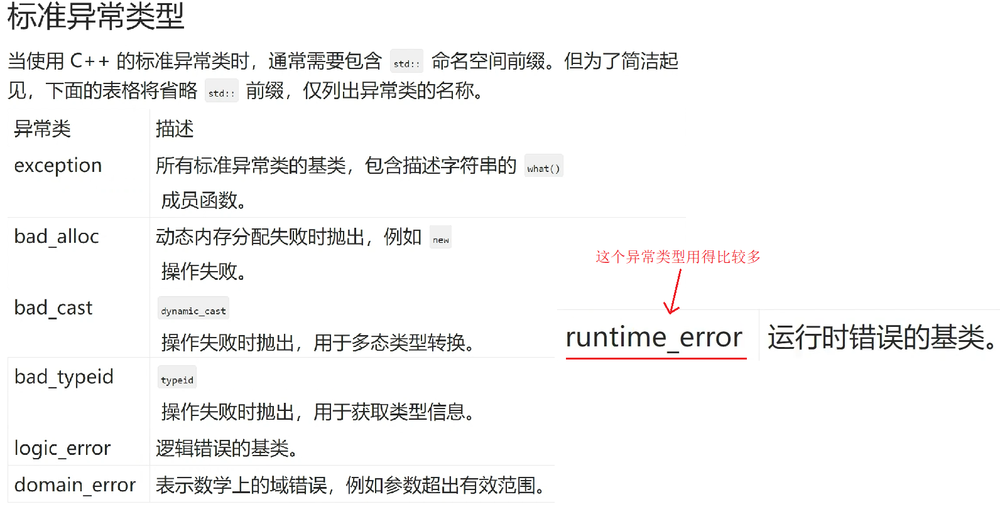 标准异常类型
当使用 C++ 的标准异常类时，通常需要包含 std:: 命名空间前缀。但为了简洁起
见，下面的表格将省略 std:: 前缀，仅列出异常类的名称。
异常类 描述
exception 所有标准异常类的基类，包含描述字符串的 what()
成员函数。
bad_alloc 动态内存分配失败时抛出，例如 new
操作失败。
bad_cast dynamic_cast
操作失败时抛出，用于多态类型转换。
bad_typeid typeid
操作失败时抛出，用于获取类型信息。
logic_error 逻辑错误的基类。
domain_error 表示数学上的域错误，例如参数超出有效范围。
这个异常类型用得比较多
runtime_error 运行时错误的基类。